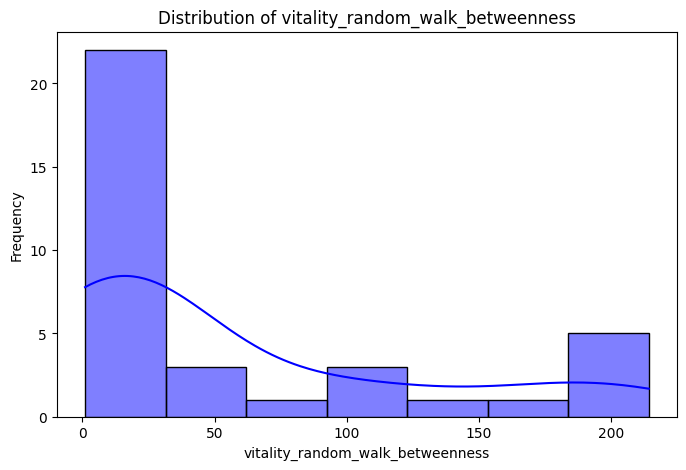 Distribution of vitality_random_walk_betweenness
20
15
10
5
0
Frequency
0 50 100 150 200
vitality_random_walk_betweenness